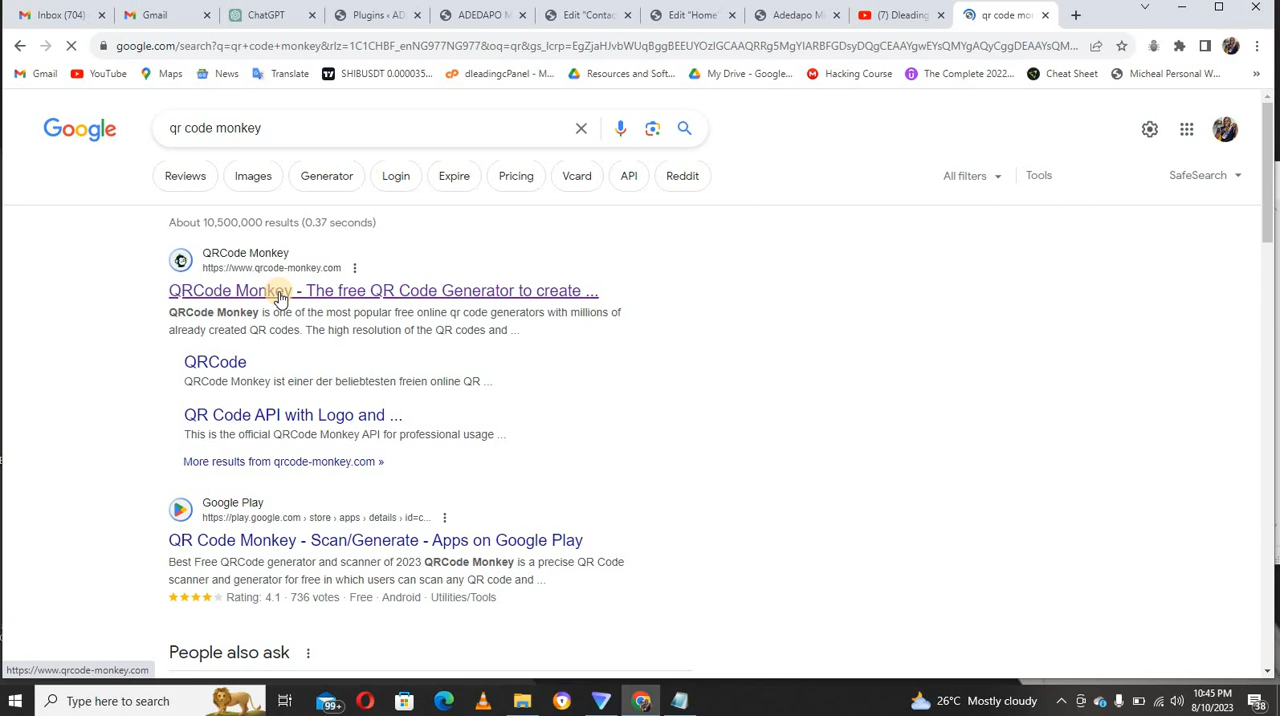 Inbox (704)
Gmail
ChatGPT
Plugins ‹ AD
ADEDAPO M
Edit "Contac
Edit "Home"
Adedapo M
(7) Dleading
qr code mon
google.com/search?q=qr+code+monkey&rlz=1C1CHBF_enNG977NG977&oq=qr&gs_lcrp=EgZjaHJvbWUqBggBEEUYOzIGCAAQRRg5MgYIARBFGDsyDQgCEAAYgwEYsQMYgAQyCggDEAAYsQM...
Gmail
YouTube
Maps
News
Translate
SHIBUSDT 0.000035...
dleadingcPanel - M...
Resources and Soft...
My Drive - Google...
Hacking Course
The Complete 2022...
Cheat Sheet
Micheal Personal W...
»
Google
qr code monkey
Reviews
Images
Generator
Login
Expire
Pricing
Vcard
API
Reddit
All filters
Tools
SafeSearch
About 10,500,000 results (0.37 seconds)
QRCode Monkey
https://www.qrcode-monkey.com
QRCode Monkey - The free QR Code Generator to create ...
QRCode Monkey is one of the most popular free online qr code generators with millions of
already created QR codes. The high resolution of the QR codes and ...
QRCode
QRCode Monkey ist einer der beliebtesten freien online QR ...
QR Code API with Logo and ...
This is the official QRCode Monkey API for professional usage ...
More results from qrcode-monkey.com »
Google Play
https://play.google.com › store › apps › details › id=c...
QR Code Monkey - Scan/Generate - Apps on Google Play
Best Free QRCode generator and scanner of 2023 QRCode Monkey is a precise QR Code
scanner and generator for free in which users can scan any QR code and ...
Rating: 4.1 · 736 votes · Free · Android · Utilities/Tools
People also ask
https://www.qrcode-monkey.com
Type here to search
99+
26°C Mostly cloudy
10:45 PM
8/10/2023
38